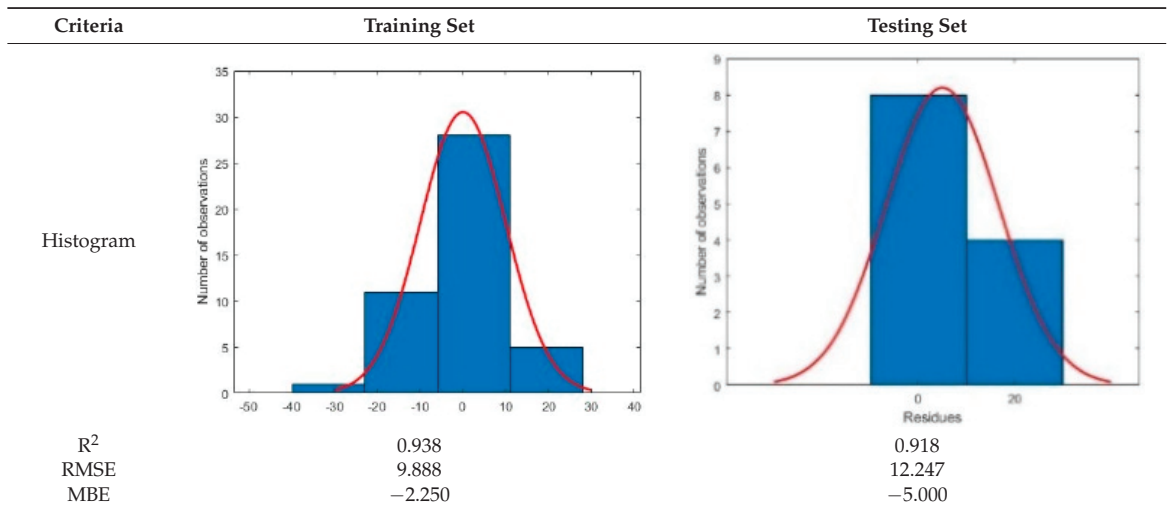 Criteria Training Set Testing Set
Histogram
Number of observations
35
30
25
20
15
10
5
0
-50 -40 -30 -20 -10 0 10 20 30 40
Number of observations
9
8
7
6
5
4
3
2
1
0
0 20
Residues
R² 0.938 0.918
RMSE 9.888 12.247
MBE −2.250 −5.000